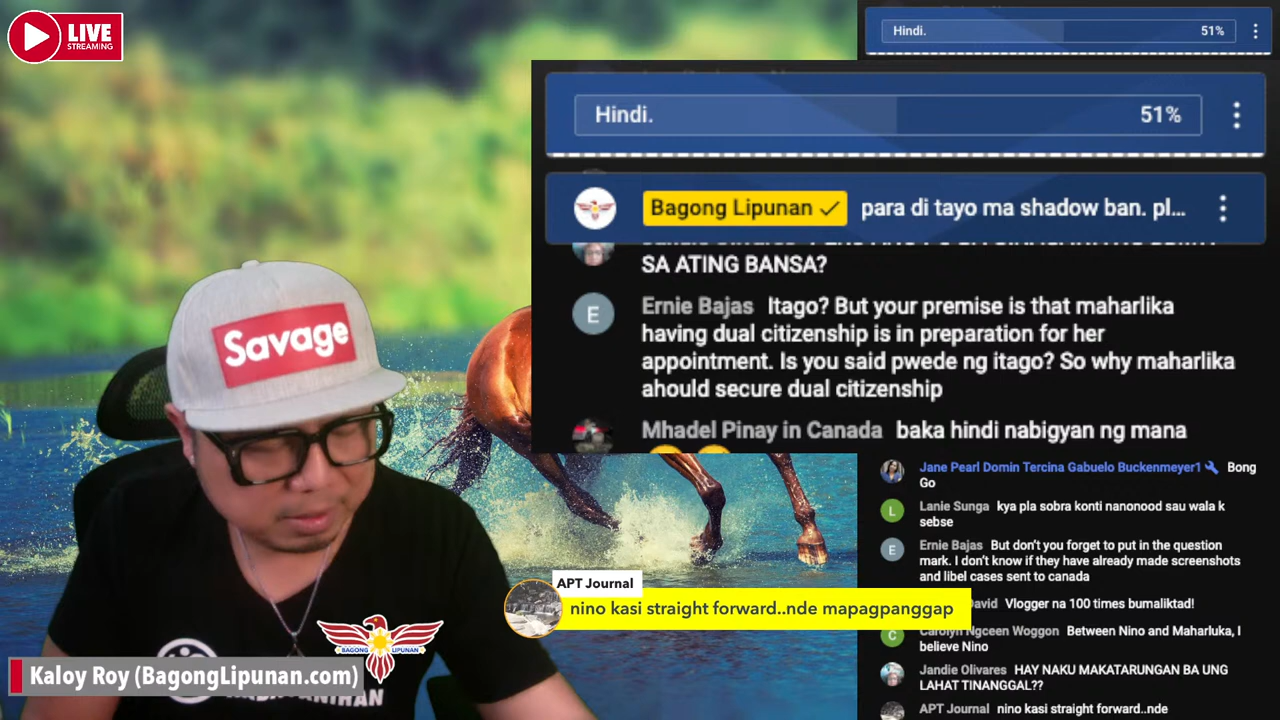 LIVE
STREAMING
Hindi. 51%
Hindi. 51%
Bagong Lipunan para di tayo ma shadow ban. pl...
SA ATING BANSA?
Ernie Bajas Itago? But your premise is that maharlika
having dual citizenship is in preparation for her
appointment. Is you said pwede ng itago? So why maharlika
ahould secure dual citizenship
Mhadel Pinay in Canada baka hindi nabigyan ng mana
Savage
Jane Pearl Domin Tercina Gabuelo Buckenmeyer1 Bong
Go
Lanie Sunga kya pla sobra konti nanonood sau wala k
sebse
Ernie Bajas But don't you forget to put in the question
mark. I don't know if they have already made screenshots
and libel cases sent to canada
APT Journal
nino kasi straight forward..nde mapagpanggap
David Vlogger na 100 times bumaliktad!
Carolyn Ngceen Woggon Between Nino and Maharluka, I
believe Nino
Jandie Olivares HAY NAKU MAKATARUNGAN BA UNG
LAHAT TINANGGAL??
APT Journal nino kasi straight forward..nde
BAGONG LIPUNAN
Kaloy Roy (BagongLipunan.com)